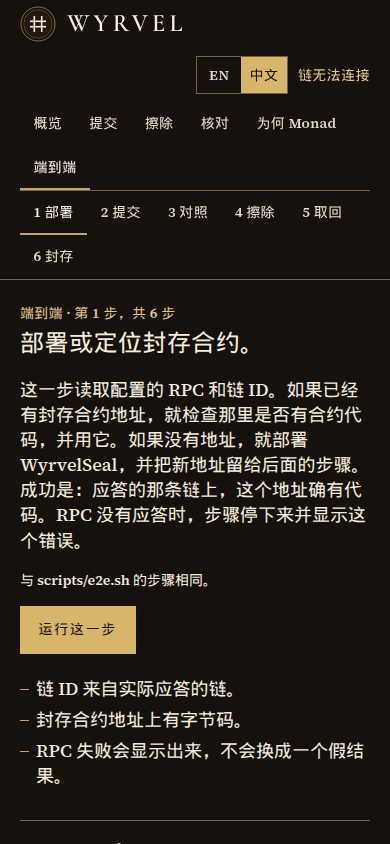 WYRVEL
EN 中文 链无法连接
概览 提交 擦除 核对 为何 Monad
端到端
1 部署 2 提交 3 对照 4 擦除 5 取回
6 封存
端到端 · 第 1 步，共 6 步
部署或定位封存合约。
这一步读取配置的 RPC 和链 ID。如果已经
有封存合约地址，就检查那里是否有合约代
码，并用它。如果没有地址，就部署
WyrvelSeal，并把新地址留给后面的步骤。
成功是：应答的那条链上，这个地址确有代
码。RPC 没有应答时，步骤停下来并显示这
个错误。
与 scripts/e2e.sh 的步骤相同。
运行这一步
– 链 ID 来自实际应答的链。
– 封存合约地址上有字节码。
– RPC 失败会显示出来，不会换成一个假结
果。